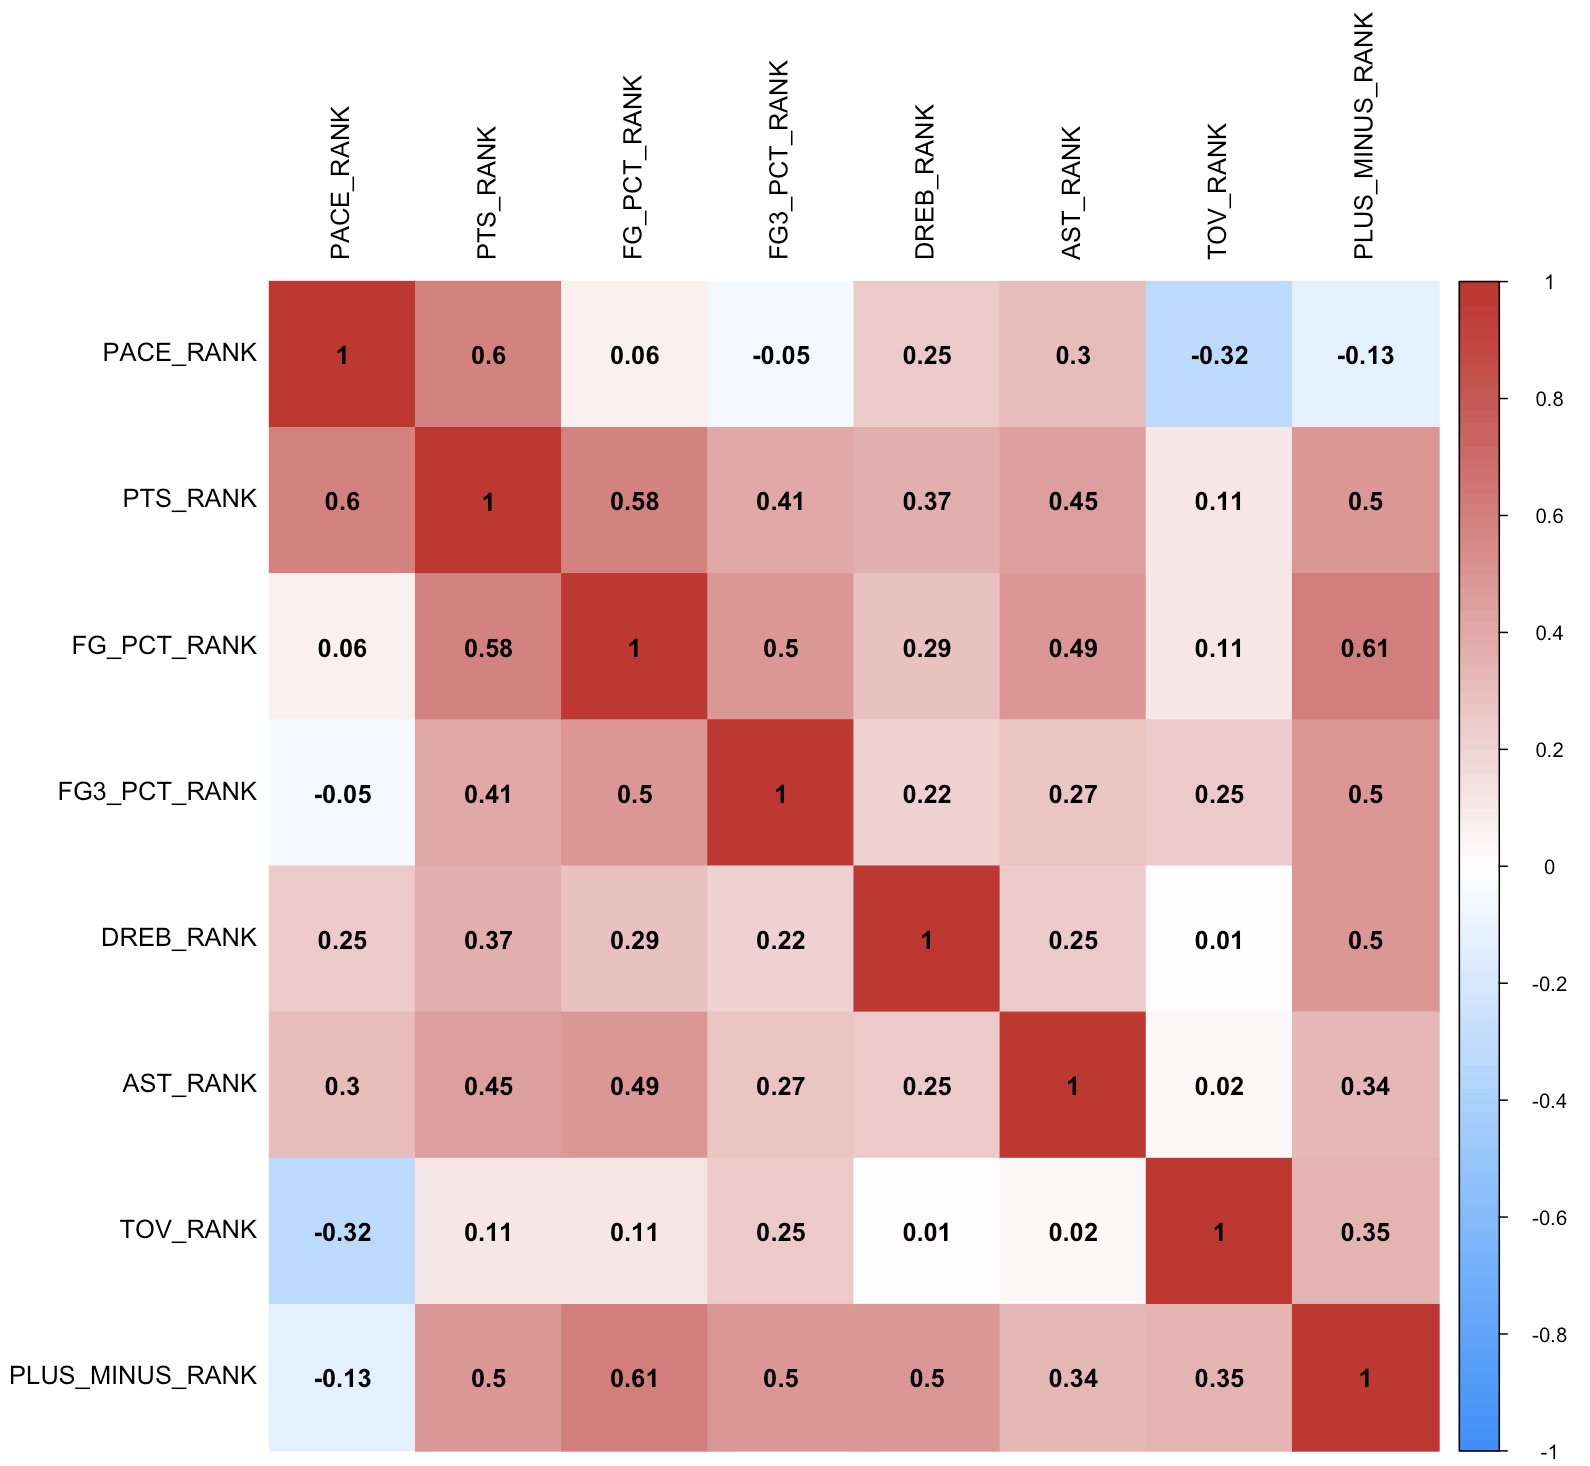 PACE_RANK
PTS_RANK
FG_PCT_RANK
FG3_PCT_RANK
DREB_RANK
AST_RANK
TOV_RANK
PLUS_MINUS_RANK
PACE_RANK 1 0.6 0.06 -0.05 0.25 0.3 -0.32 -0.13
PTS_RANK 0.6 1 0.58 0.41 0.37 0.45 0.11 0.5
FG_PCT_RANK 0.06 0.58 1 0.5 0.29 0.49 0.11 0.61
FG3_PCT_RANK -0.05 0.41 0.5 1 0.22 0.27 0.25 0.5
DREB_RANK 0.25 0.37 0.29 0.22 1 0.25 0.01 0.5
AST_RANK 0.3 0.45 0.49 0.27 0.25 1 0.02 0.34
TOV_RANK -0.32 0.11 0.11 0.25 0.01 0.02 1 0.35
PLUS_MINUS_RANK -0.13 0.5 0.61 0.5 0.5 0.34 0.35 1
1
0.8
0.6
0.4
0.2
0
-0.2
-0.4
-0.6
-0.8
-1